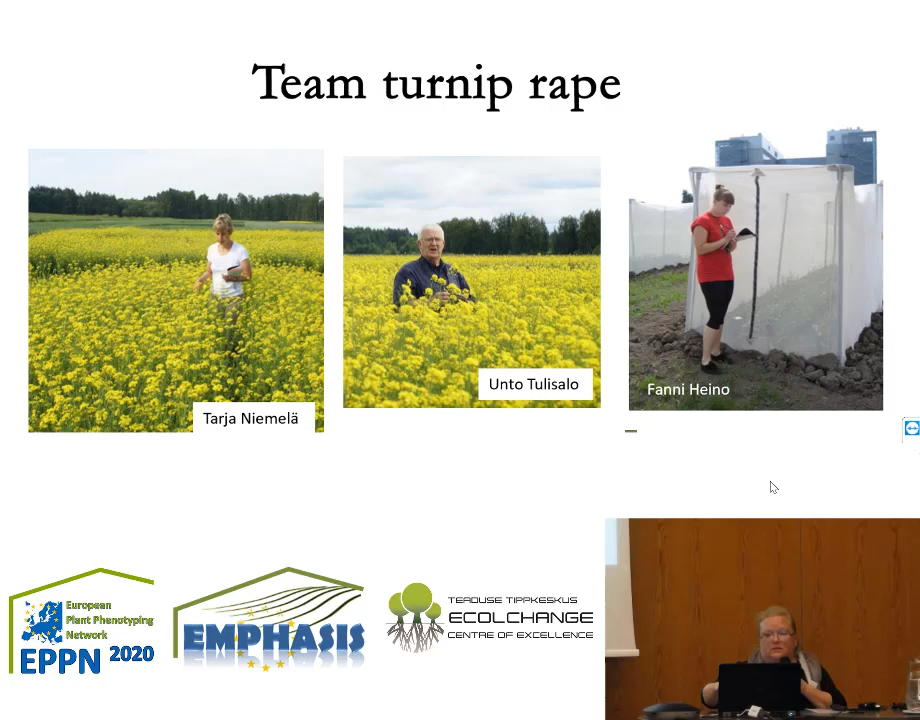 Team turnip rape
Tarja Niemelä
Unto Tulisalo
Fanni Heino
European
Plant Phenotyping
Network
EPPN 2020
EMPHASIS
TEADUSE TIPPKESKUS
ECOLCHANGE
CENTRE OF EXCELLENCE